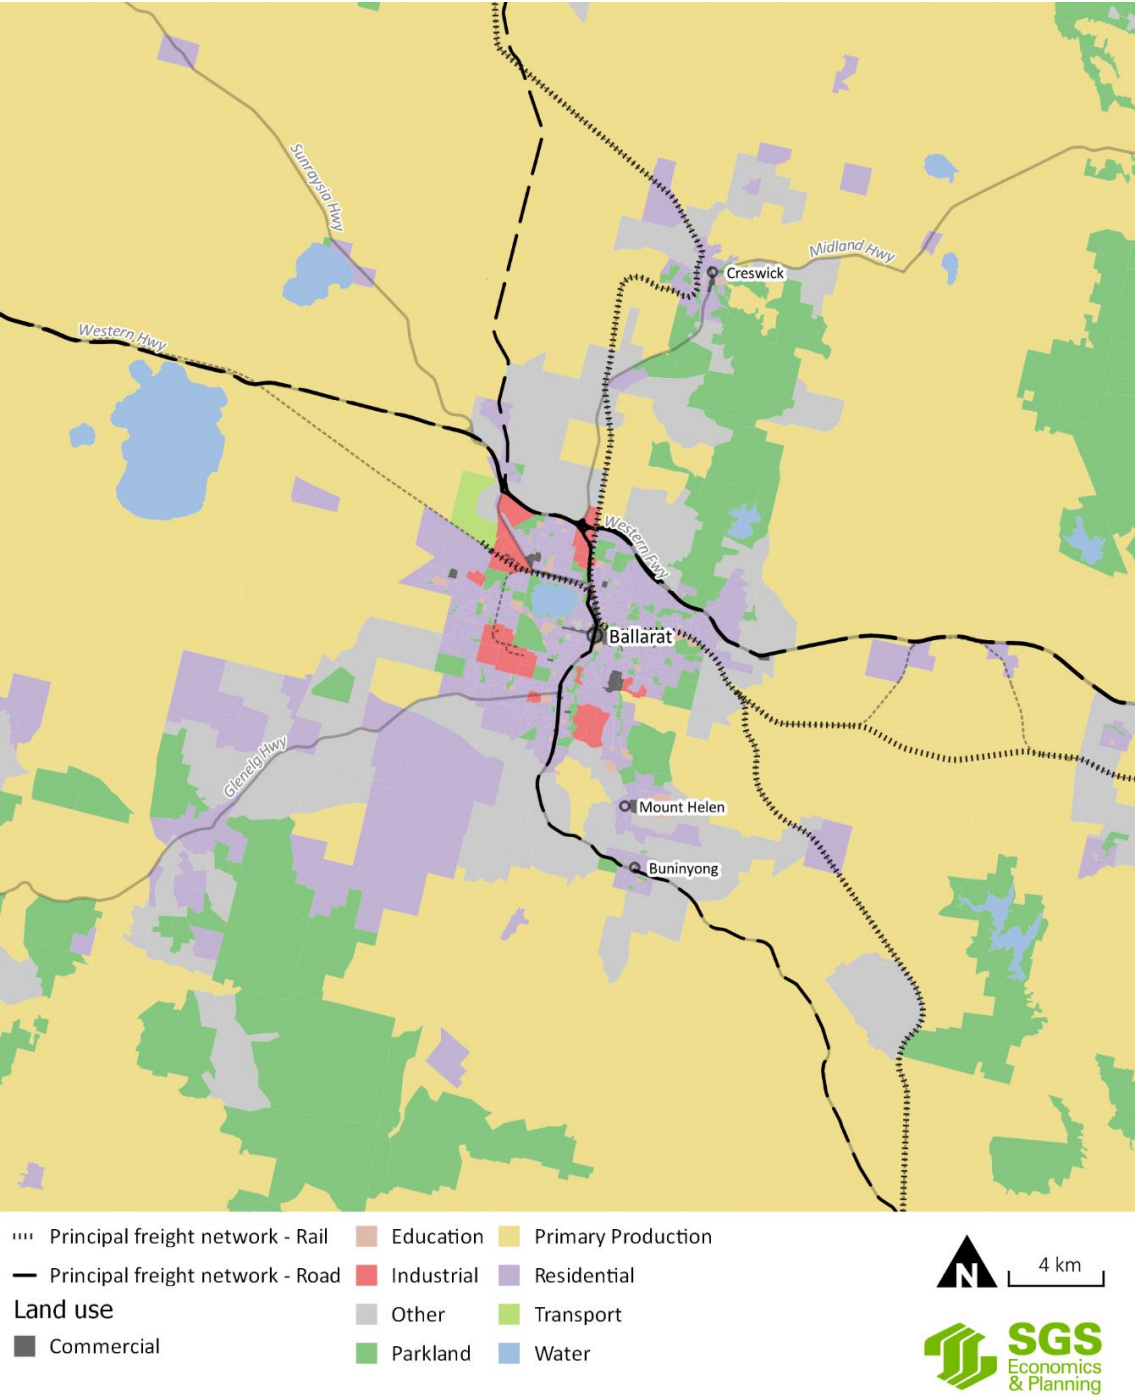 Sunraysia Hwy
Midland Hwy
Creswick
Western Hwy
Western Fwy
Ballarat
Glenelg Hwy
Mount Helen
Buninyong
Principal freight network - Rail
Principal freight network - Road
Land use
Commercial
Education
Industrial
Other
Parkland
Primary Production
Residential
Transport
Water
N
4 km
SGS
Economics
& Planning